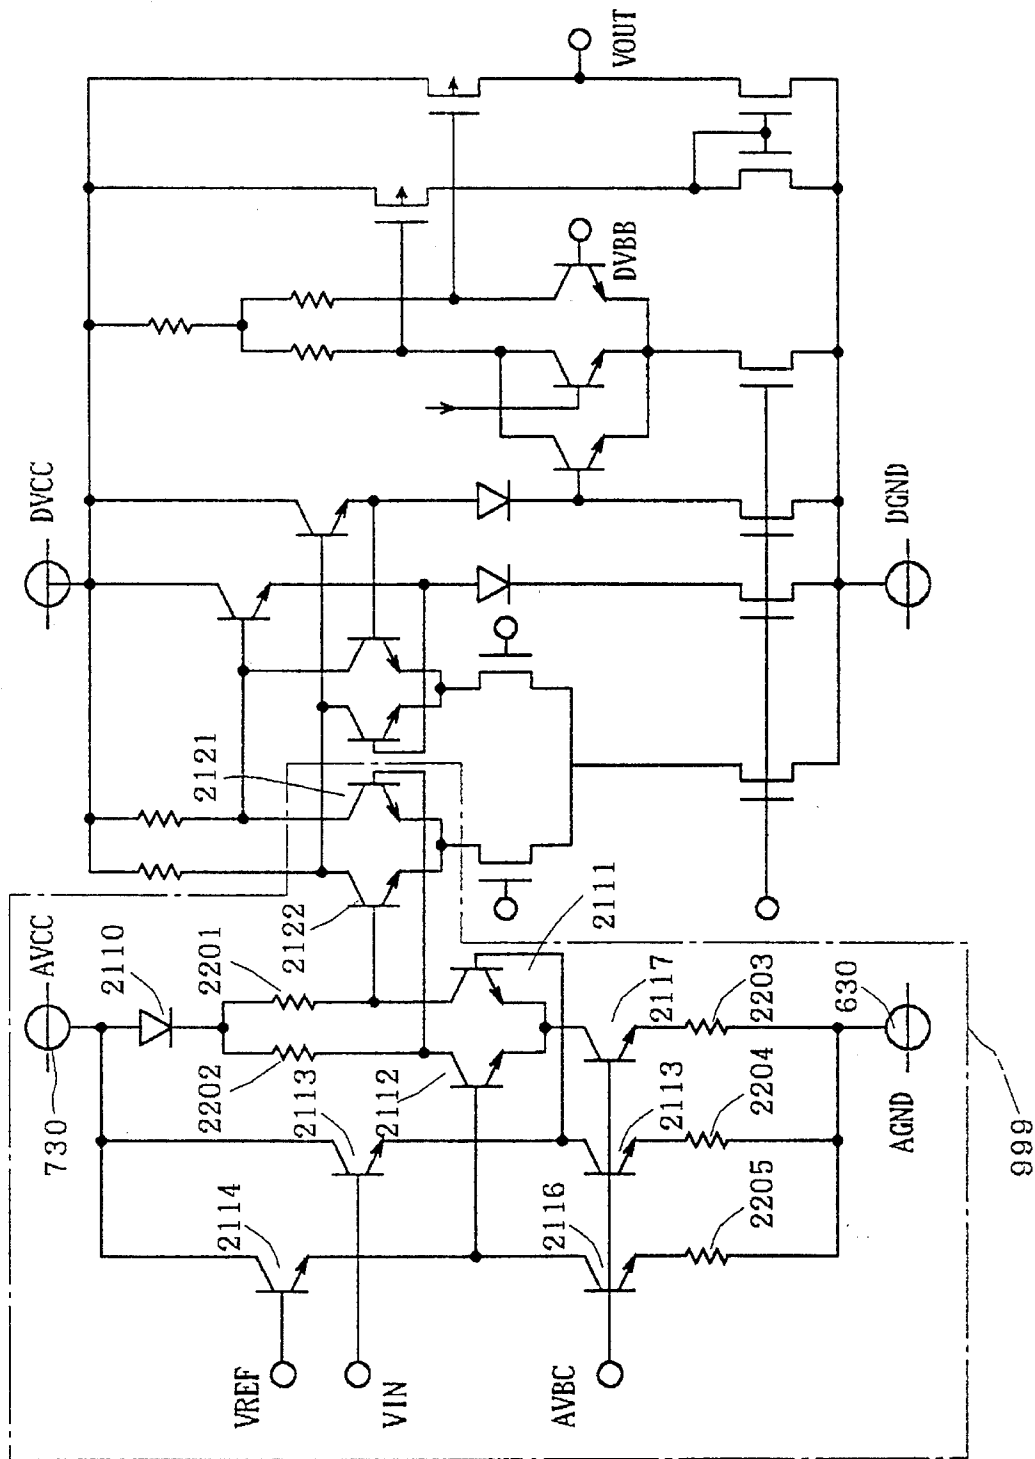 DVCC
VOUT
DVBB
DGND
2121
2122
AVCC
730
2110
2201
2202
2111
2112
2113
2114
2117
2113
2116
2203
2204
2205
630
AGND
VREF
VIN
AVBC
999